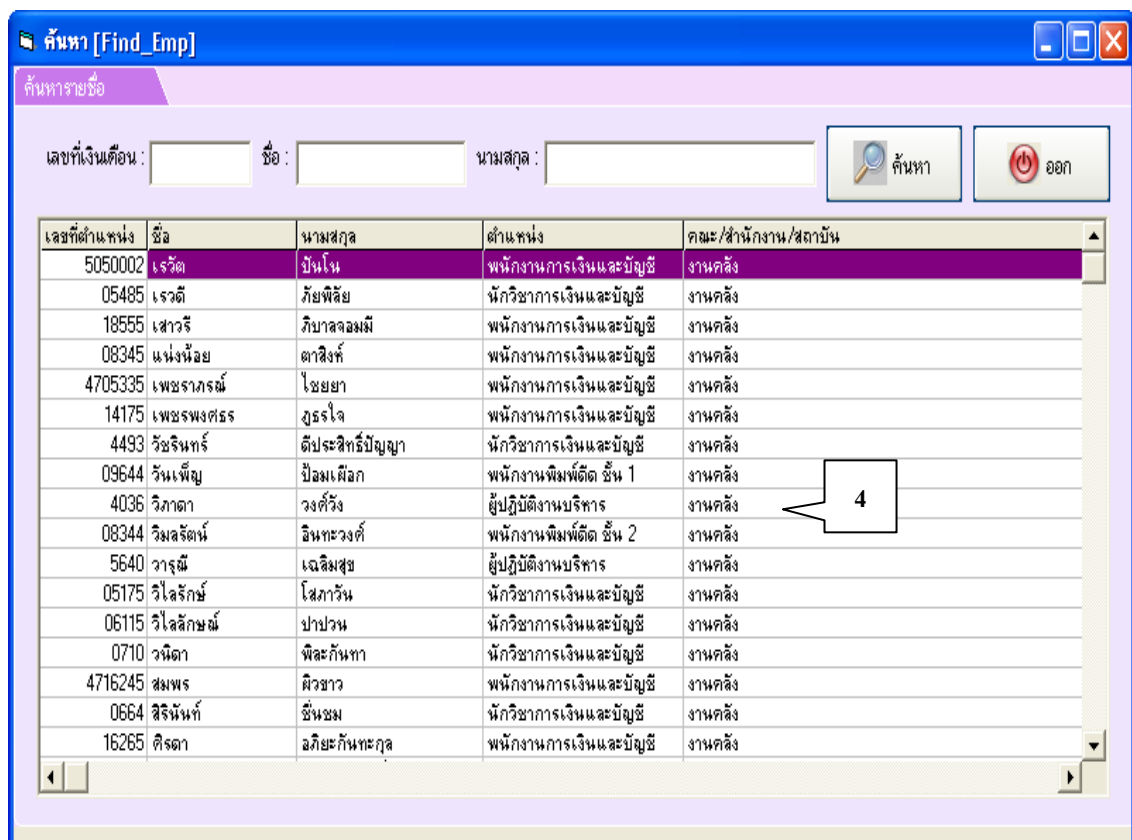 ค้นหา [Find_Emp]
ค้นหารายชื่อ
เลขที่เงินเดือน : ชื่อ : นามสกุล : ค้นหา ออก
เลขที่ตำแหน่ง ชื่อ นามสกุล ตำแหน่ง คณะ/สำนักงาน/สถาบัน
5050002 เรวัต ปันโน พนักงานการเงินและบัญชี งานคลัง
05485 เรวดี ภัยพิลัย นักวิชาการเงินและบัญชี งานคลัง
18555 เสาวรี ภิบาลจอมมี พนักงานการเงินและบัญชี งานคลัง
08345 แน่งน้อย ตาสิงห์ พนักงานการเงินและบัญชี งานคลัง
4705335 เพชราภรณ์ ไชยยา พนักงานการเงินและบัญชี งานคลัง
14175 เพชรพงศธร ภูธรใจ พนักงานการเงินและบัญชี งานคลัง
4493 วัชรินทร์ ดีประสิทธิ์ปัญญา นักวิชาการเงินและบัญชี งานคลัง
09644 วันเพ็ญ ป้อมเผือก พนักงานพิมพ์ดีด ชั้น 1 งานคลัง
4036 วิภาดา วงศ์วัง ผู้ปฏิบัติงานบริหาร งานคลัง 4
08344 วิมลรัตน์ อินทะวงศ์ พนักงานพิมพ์ดีด ชั้น 2 งานคลัง
5640 วารุณี เฉลิมสุข ผู้ปฏิบัติงานบริหาร งานคลัง
05175 วิไลรักษ์ โสภาวัน นักวิชาการเงินและบัญชี งานคลัง
06115 วิไลลักษณ์ ปาปวน นักวิชาการเงินและบัญชี งานคลัง
0710 วนิดา พิละกันทา นักวิชาการเงินและบัญชี งานคลัง
4716245 สมพร ผิวขาว พนักงานการเงินและบัญชี งานคลัง
0664 สิรินันท์ ชื่นชม นักวิชาการเงินและบัญชี งานคลัง
16265 ศิรดา อภิยะกันทะกุล พนักงานการเงินและบัญชี งานคลัง